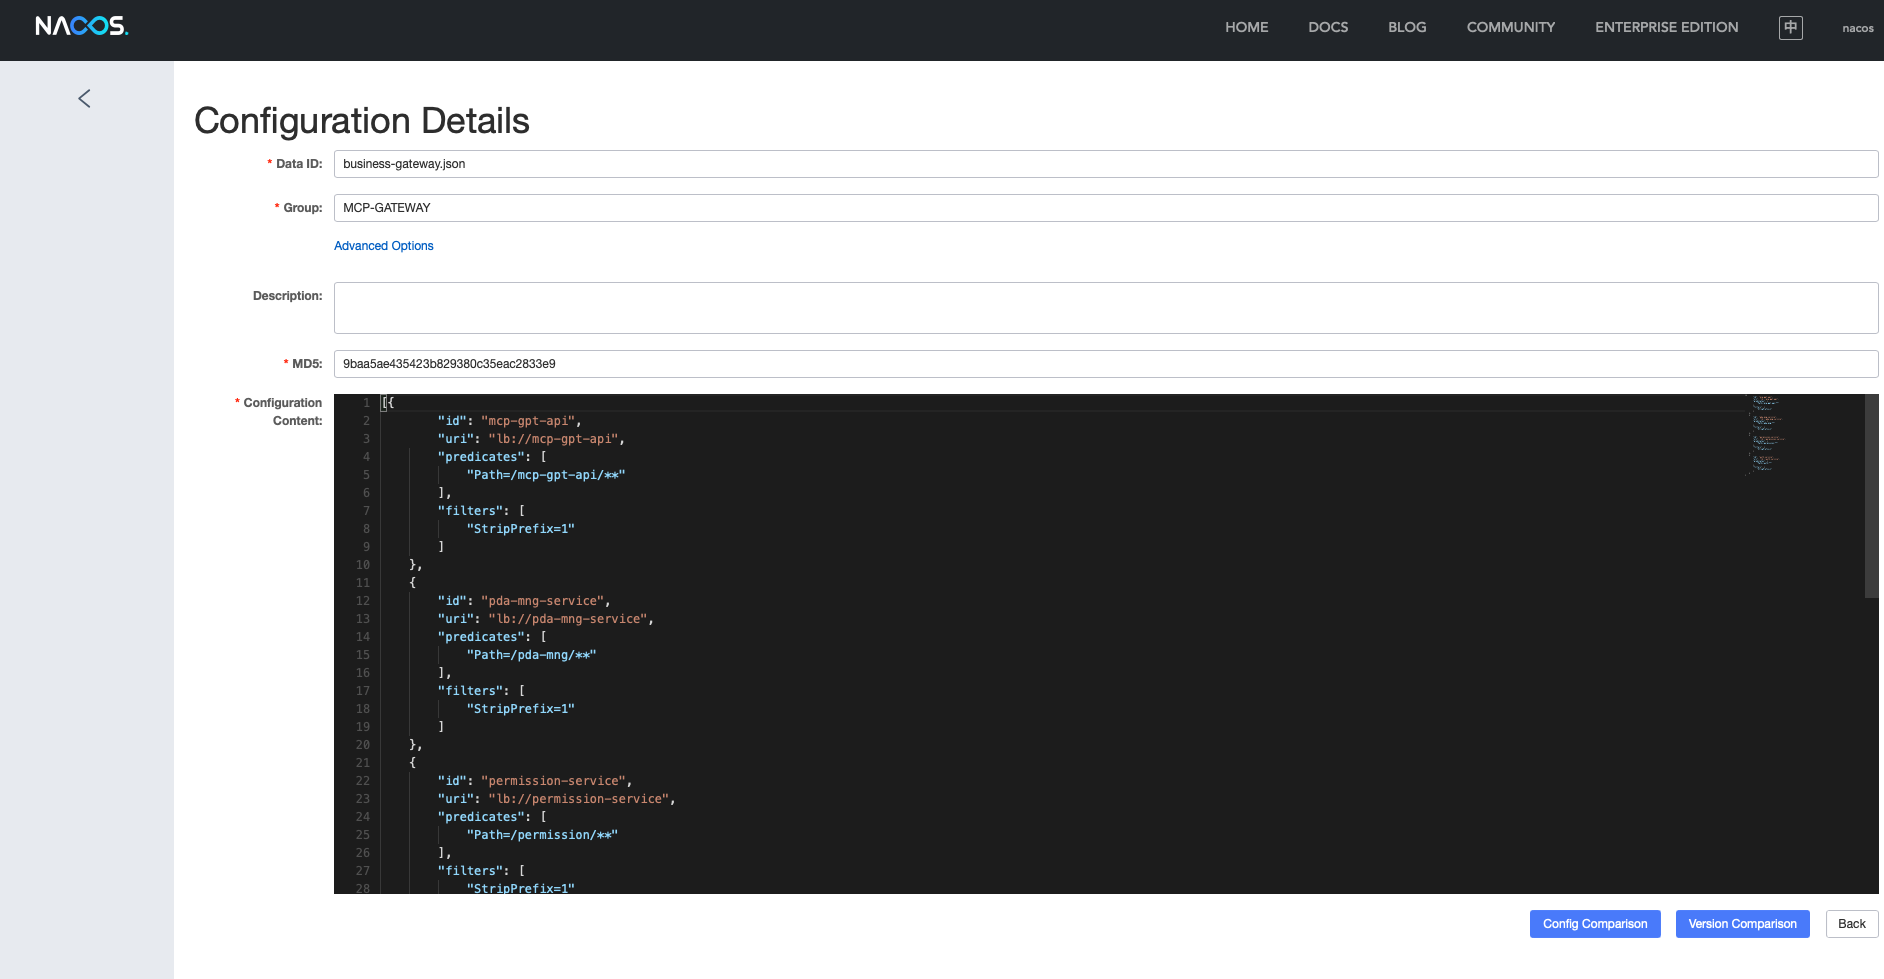 NACOS.
HOME DOCS BLOG COMMUNITY ENTERPRISE EDITION 中 nacos
Configuration Details
* Data ID: business-gateway.json
* Group: MCP-GATEWAY
Advanced Options
Description:
* MD5: 9baa5ae435423b829380c35eac2833e9
* Configuration Content:
1 [{
2 "id": "mcp-gpt-api",
3 "uri": "lb://mcp-gpt-api",
4 "predicates": [
5 "Path=/mcp-gpt-api/**"
6 ],
7 "filters": [
8 "StripPrefix=1"
9 ]
10 },
11 {
12 "id": "pda-mng-service",
13 "uri": "lb://pda-mng-service",
14 "predicates": [
15 "Path=/pda-mng/**"
16 ],
17 "filters": [
18 "StripPrefix=1"
19 ]
20 },
21 {
22 "id": "permission-service",
23 "uri": "lb://permission-service",
24 "predicates": [
25 "Path=/permission/**"
26 ],
27 "filters": [
28 "StripPrefix=1"
Config Comparison Version Comparison Back